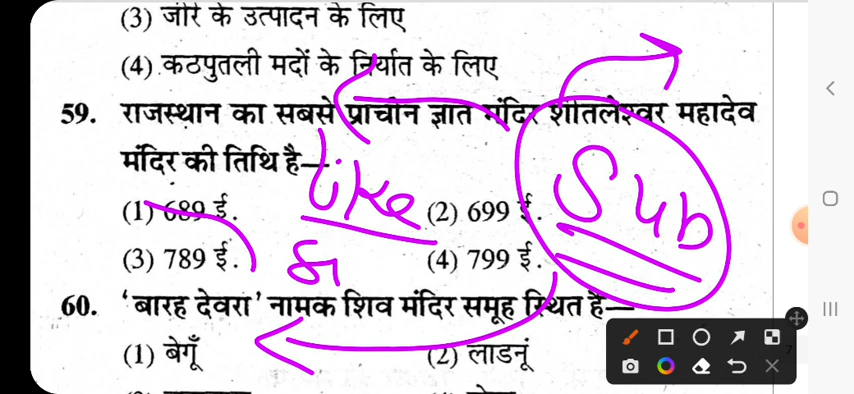 (3) जीरे के उत्पादन के लिए
(4) कठपुतली मदों के निर्यात के लिए
59. राजस्थान का सबसे प्राचीन ज्ञात मंदिर शीतलेश्वर महादेव
मंदिर की तिथि है—
(1) 689 ई. (2) 699 ई.
(3) 789 ई. (4) 799 ई.
like
&
Sub
60. 'बारह देवरा' नामक शिव मंदिर समूह स्थित है—
(1) बेगूँ (2) लाडनूं